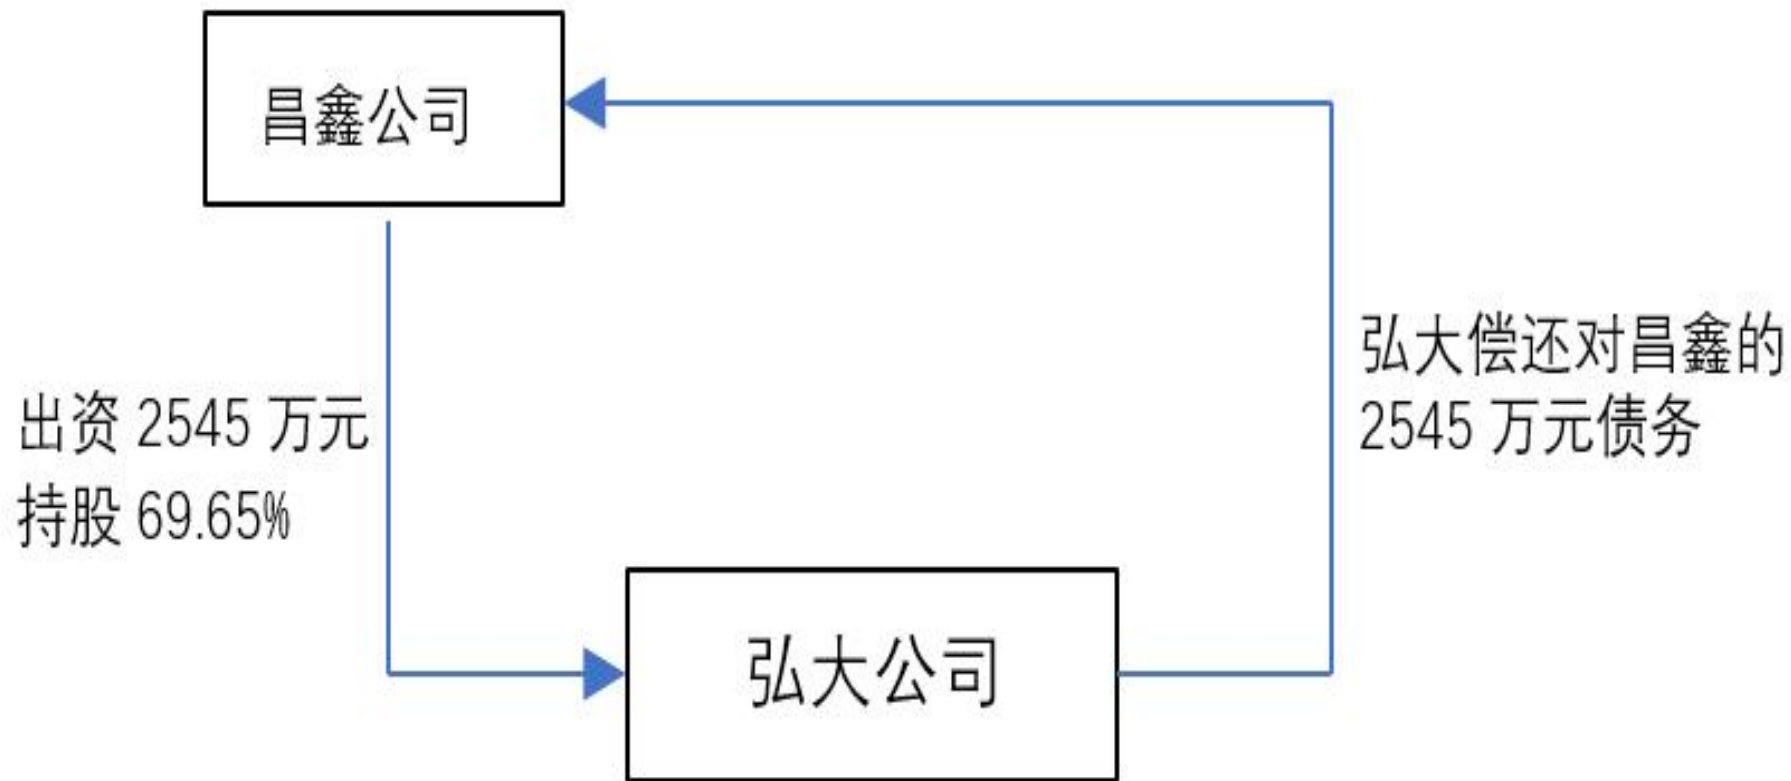 昌鑫公司
出资 2545 万元
持股 69.65%
弘大偿还对昌鑫的
2545 万元债务
弘大公司